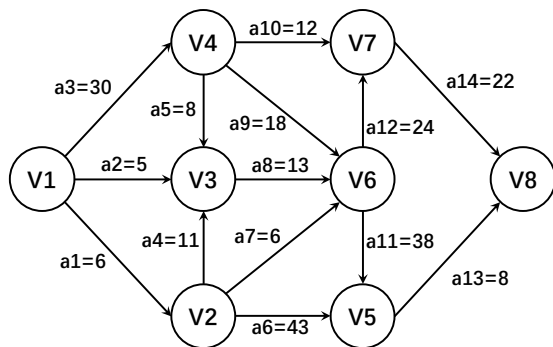 V4
a10=12
V7
a3=30
a14=22
a5=8
a9=18
a12=24
V1
a2=5
V3
a8=13
V6
V8
a1=6
a4=11
a7=6
a11=38
a13=8
V2
a6=43
V5